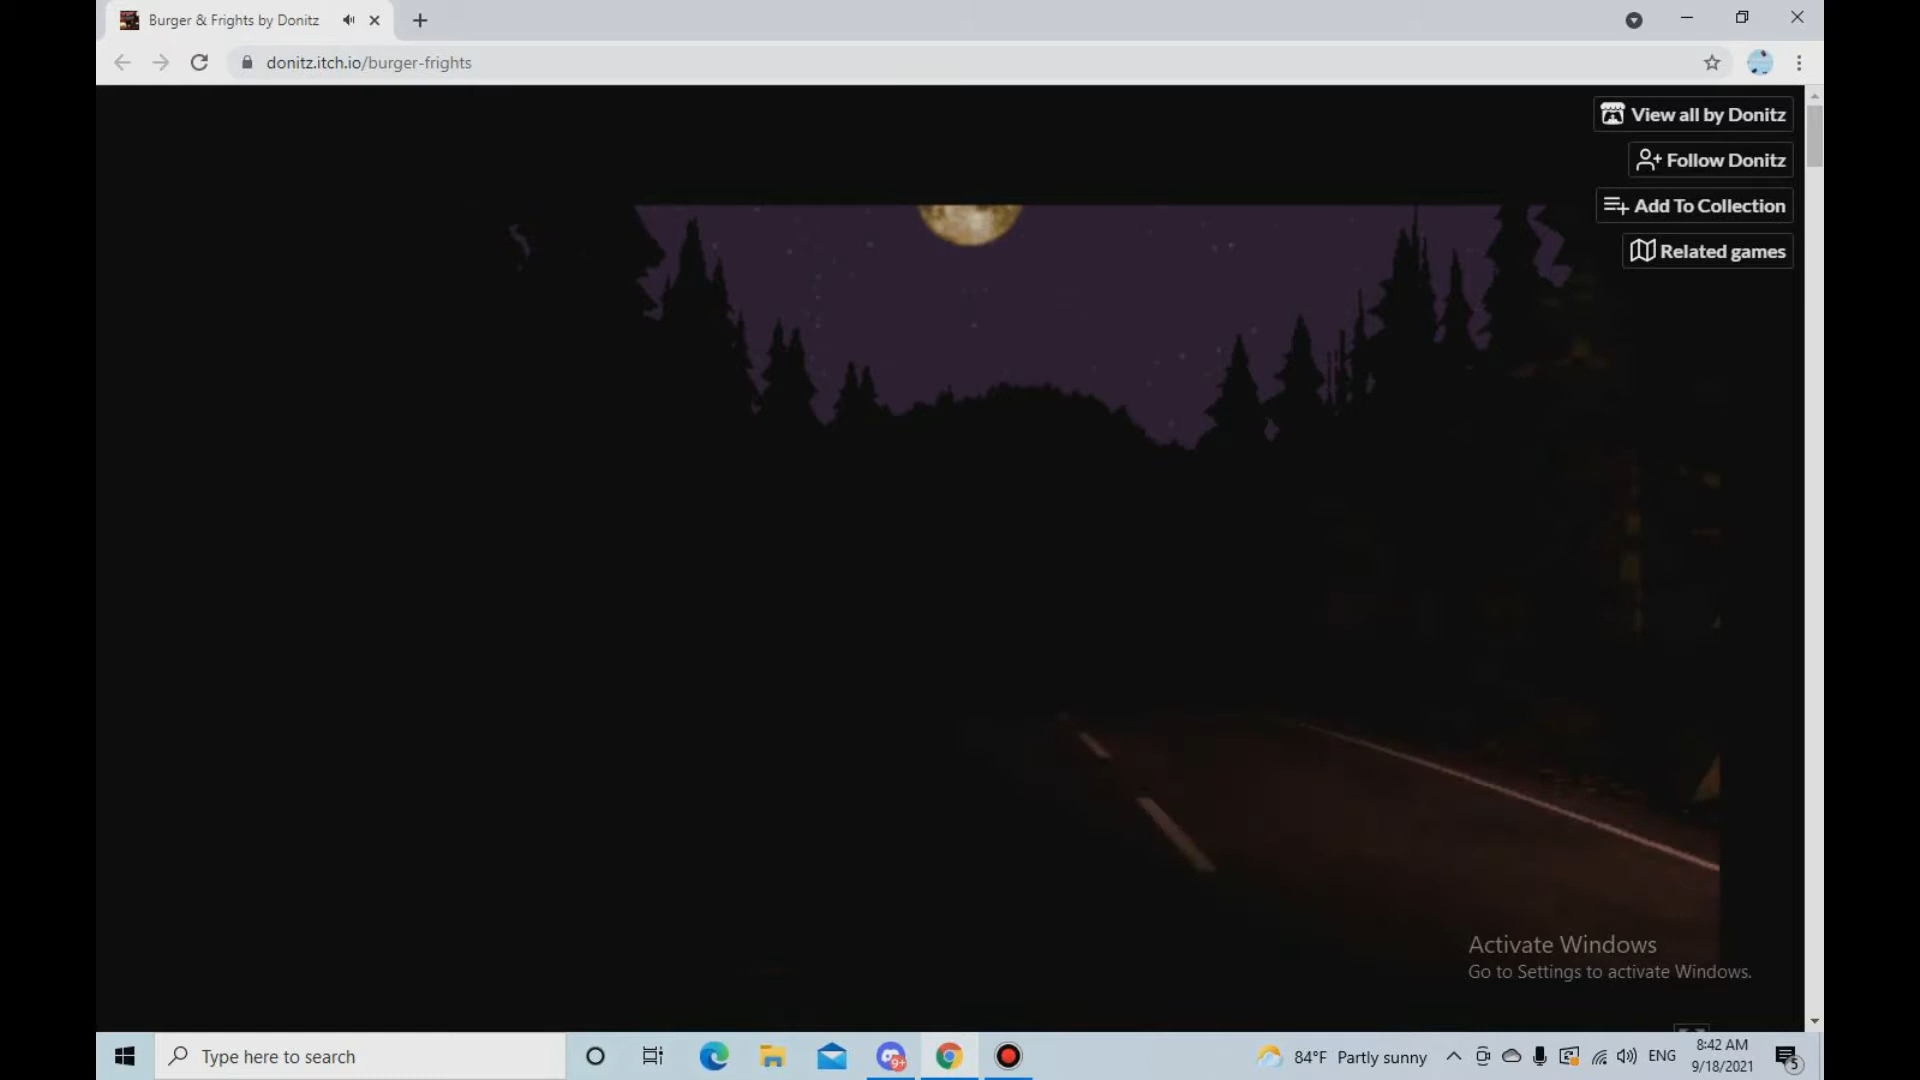 Burger & Frights by Donitz
donitz.itch.io/burger-frights
View all by Donitz
Follow Donitz
Add To Collection
Related games
Activate Windows
Go to Settings to activate Windows.
Type here to search
9+
84°F Partly sunny
ENG
8:42 AM
9/18/2021
5